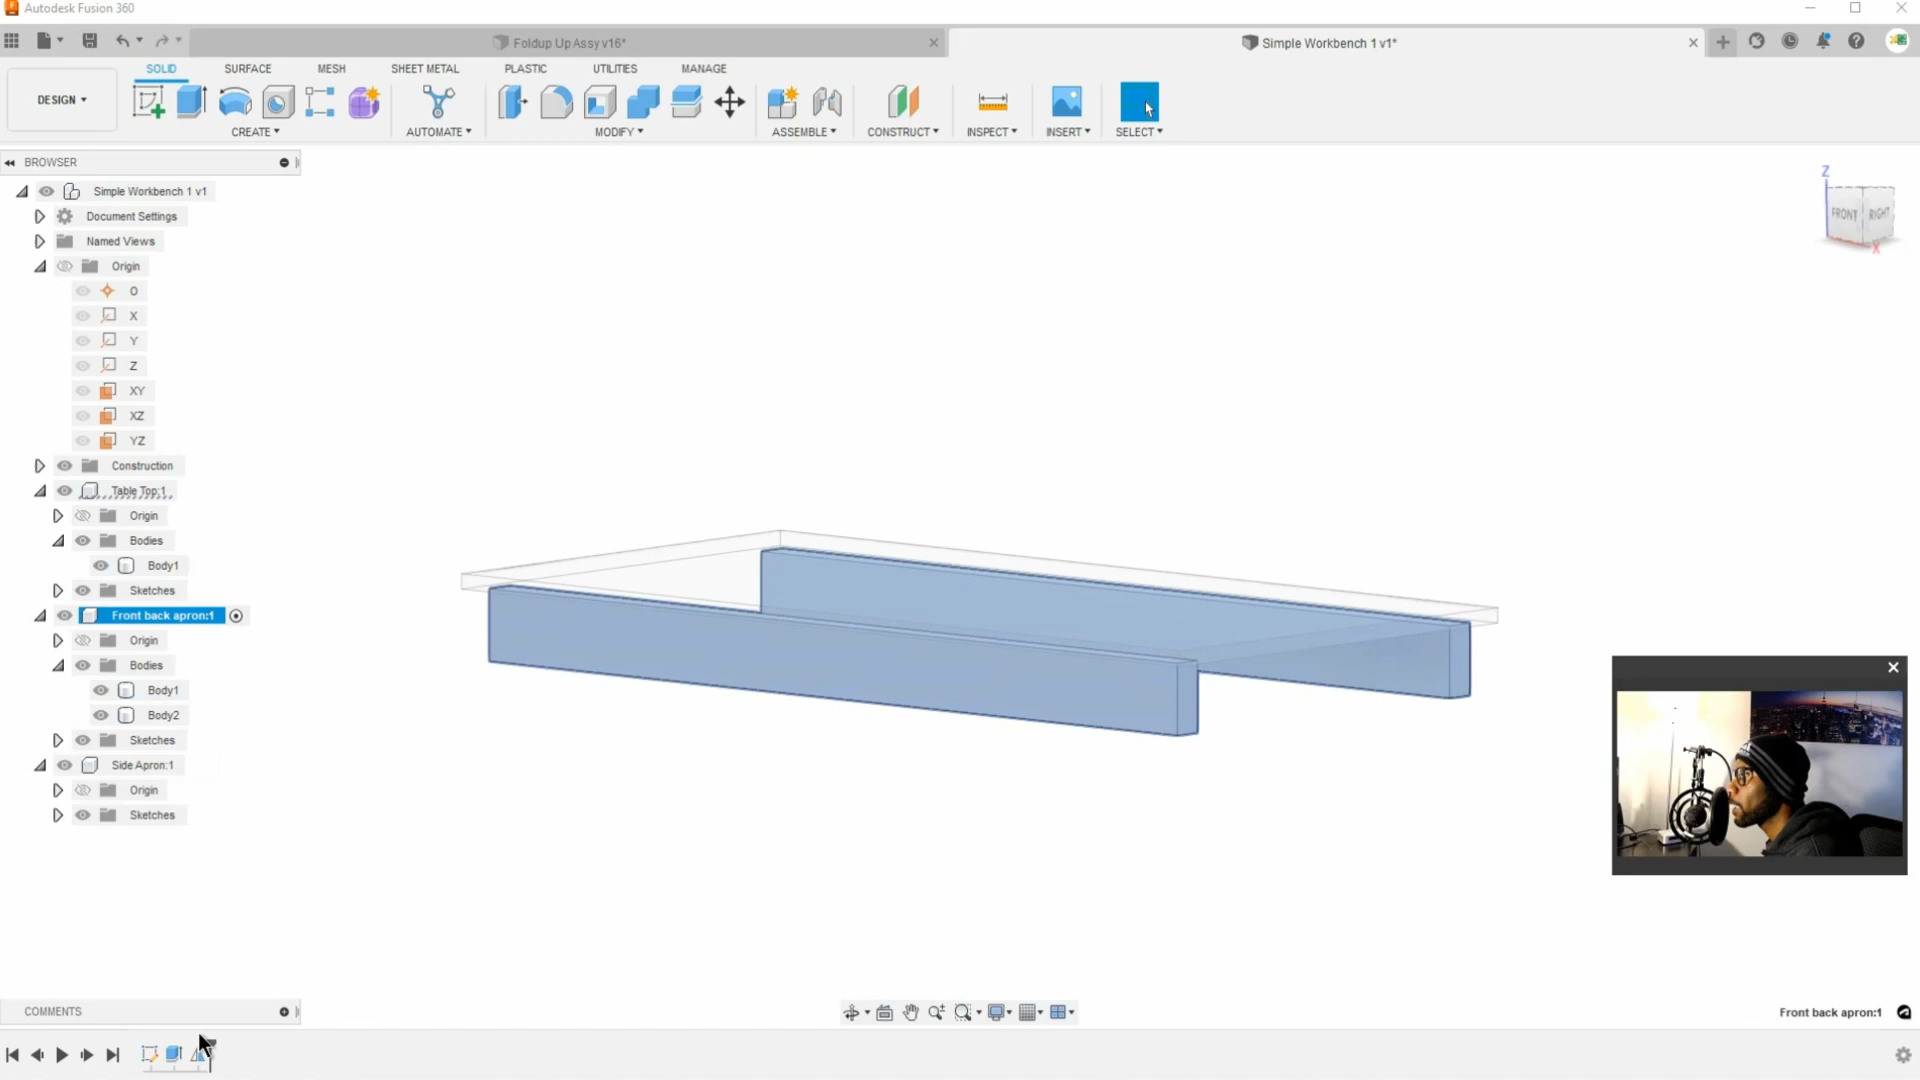 Autodesk Fusion 360
Foldup Up Assy v16*
Simple Workbench 1 v1*
DESIGN
SOLID
SURFACE
MESH
SHEET METAL
PLASTIC
UTILITIES
MANAGE
CREATE
AUTOMATE
MODIFY
ASSEMBLE
CONSTRUCT
INSPECT
INSERT
SELECT
BROWSER
Simple Workbench 1 v1
Document Settings
Named Views
Origin
O
X
Y
Z
XY
XZ
YZ
Construction
Table Top:1
Origin
Bodies
Body1
Sketches
Front back apron:1
Origin
Bodies
Body1
Body2
Sketches
Side Apron:1
Origin
Sketches
Z
FRONT
RIGHT
X
COMMENTS
Front back apron:1